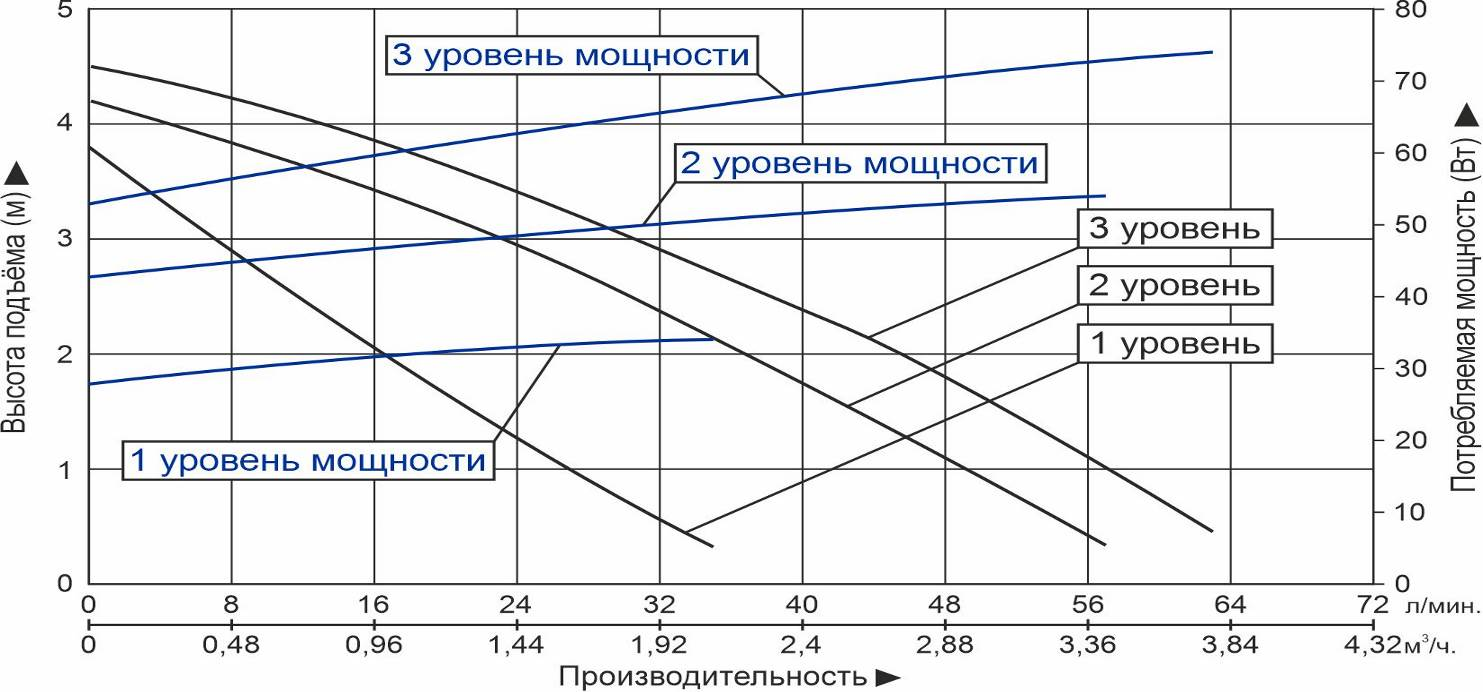 5
4
3
2
1
0
Высота подъёма (м) ▶
3 уровень мощности
2 уровень мощности
1 уровень мощности
3 уровень
2 уровень
1 уровень
80
70
60
50
40
30
20
10
0
Потребляемая мощность (Вт) ▶
0 8 16 24 32 40 48 56 64 72 л/мин.
0 0,48 0,96 1,44 1,92 2,4 2,88 3,36 3,84 4,32 м³/ч.
Производительность ▶